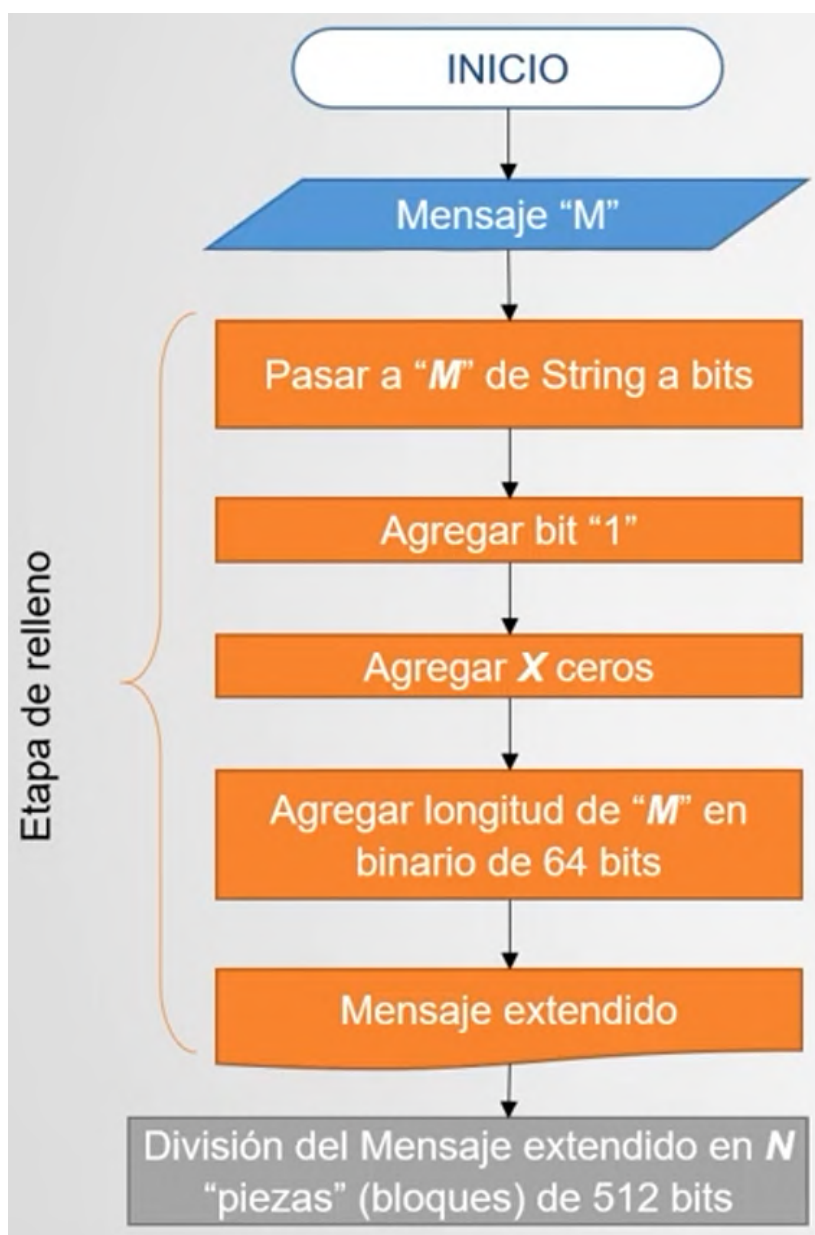 INICIO
Mensaje “M”
Etapa de relleno
Pasar a “M” de String a bits
Agregar bit “1”
Agregar X ceros
Agregar longitud de “M” en
binario de 64 bits
Mensaje extendido
División del Mensaje extendido en N
“piezas” (bloques) de 512 bits